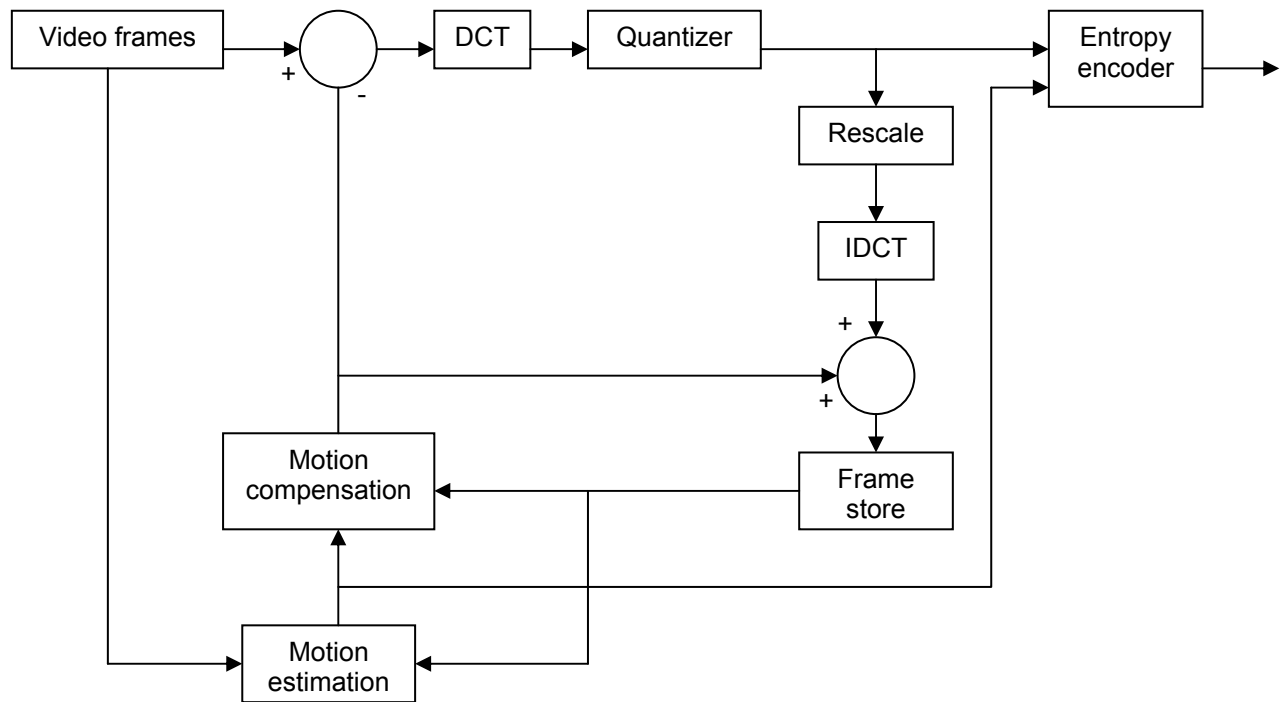 Video frames
DCT
Quantizer
Entropy
encoder
+
-
Rescale
IDCT
+
+
Motion
compensation
Frame
store
Motion
estimation